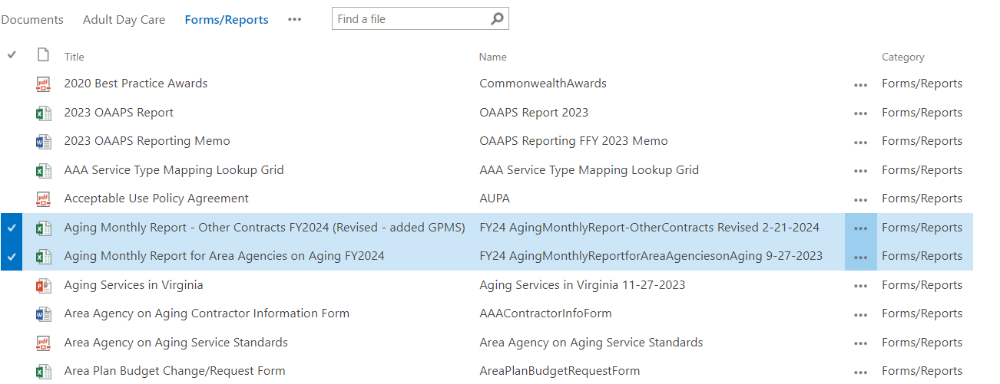 Documents Adult Day Care Forms/Reports ••• Find a file
Title Name Category
2020 Best Practice Awards CommonwealthAwards ••• Forms/Reports
2023 OAAPS Report OAAPS Report 2023 ••• Forms/Reports
2023 OAAPS Reporting Memo OAAPS Reporting FFY 2023 Memo ••• Forms/Reports
AAA Service Type Mapping Lookup Grid AAA Service Type Mapping Lookup Grid ••• Forms/Reports
Acceptable Use Policy Agreement AUPA ••• Forms/Reports
Aging Monthly Report - Other Contracts FY2024 (Revised - added GPMS) FY24 AgingMonthlyReport-OtherContracts Revised 2-21-2024 ••• Forms/Reports
Aging Monthly Report for Area Agencies on Aging FY2024 FY24 AgingMonthlyReportforAreaAgenciesonAging 9-27-2023 ••• Forms/Reports
Aging Services in Virginia Aging Services in Virginia 11-27-2023 ••• Forms/Reports
Area Agency on Aging Contractor Information Form AAAContractorInfoForm ••• Forms/Reports
Area Agency on Aging Service Standards Area Agency on Aging Service Standards ••• Forms/Reports
Area Plan Budget Change/Request Form AreaPlanBudgetRequestForm ••• Forms/Reports